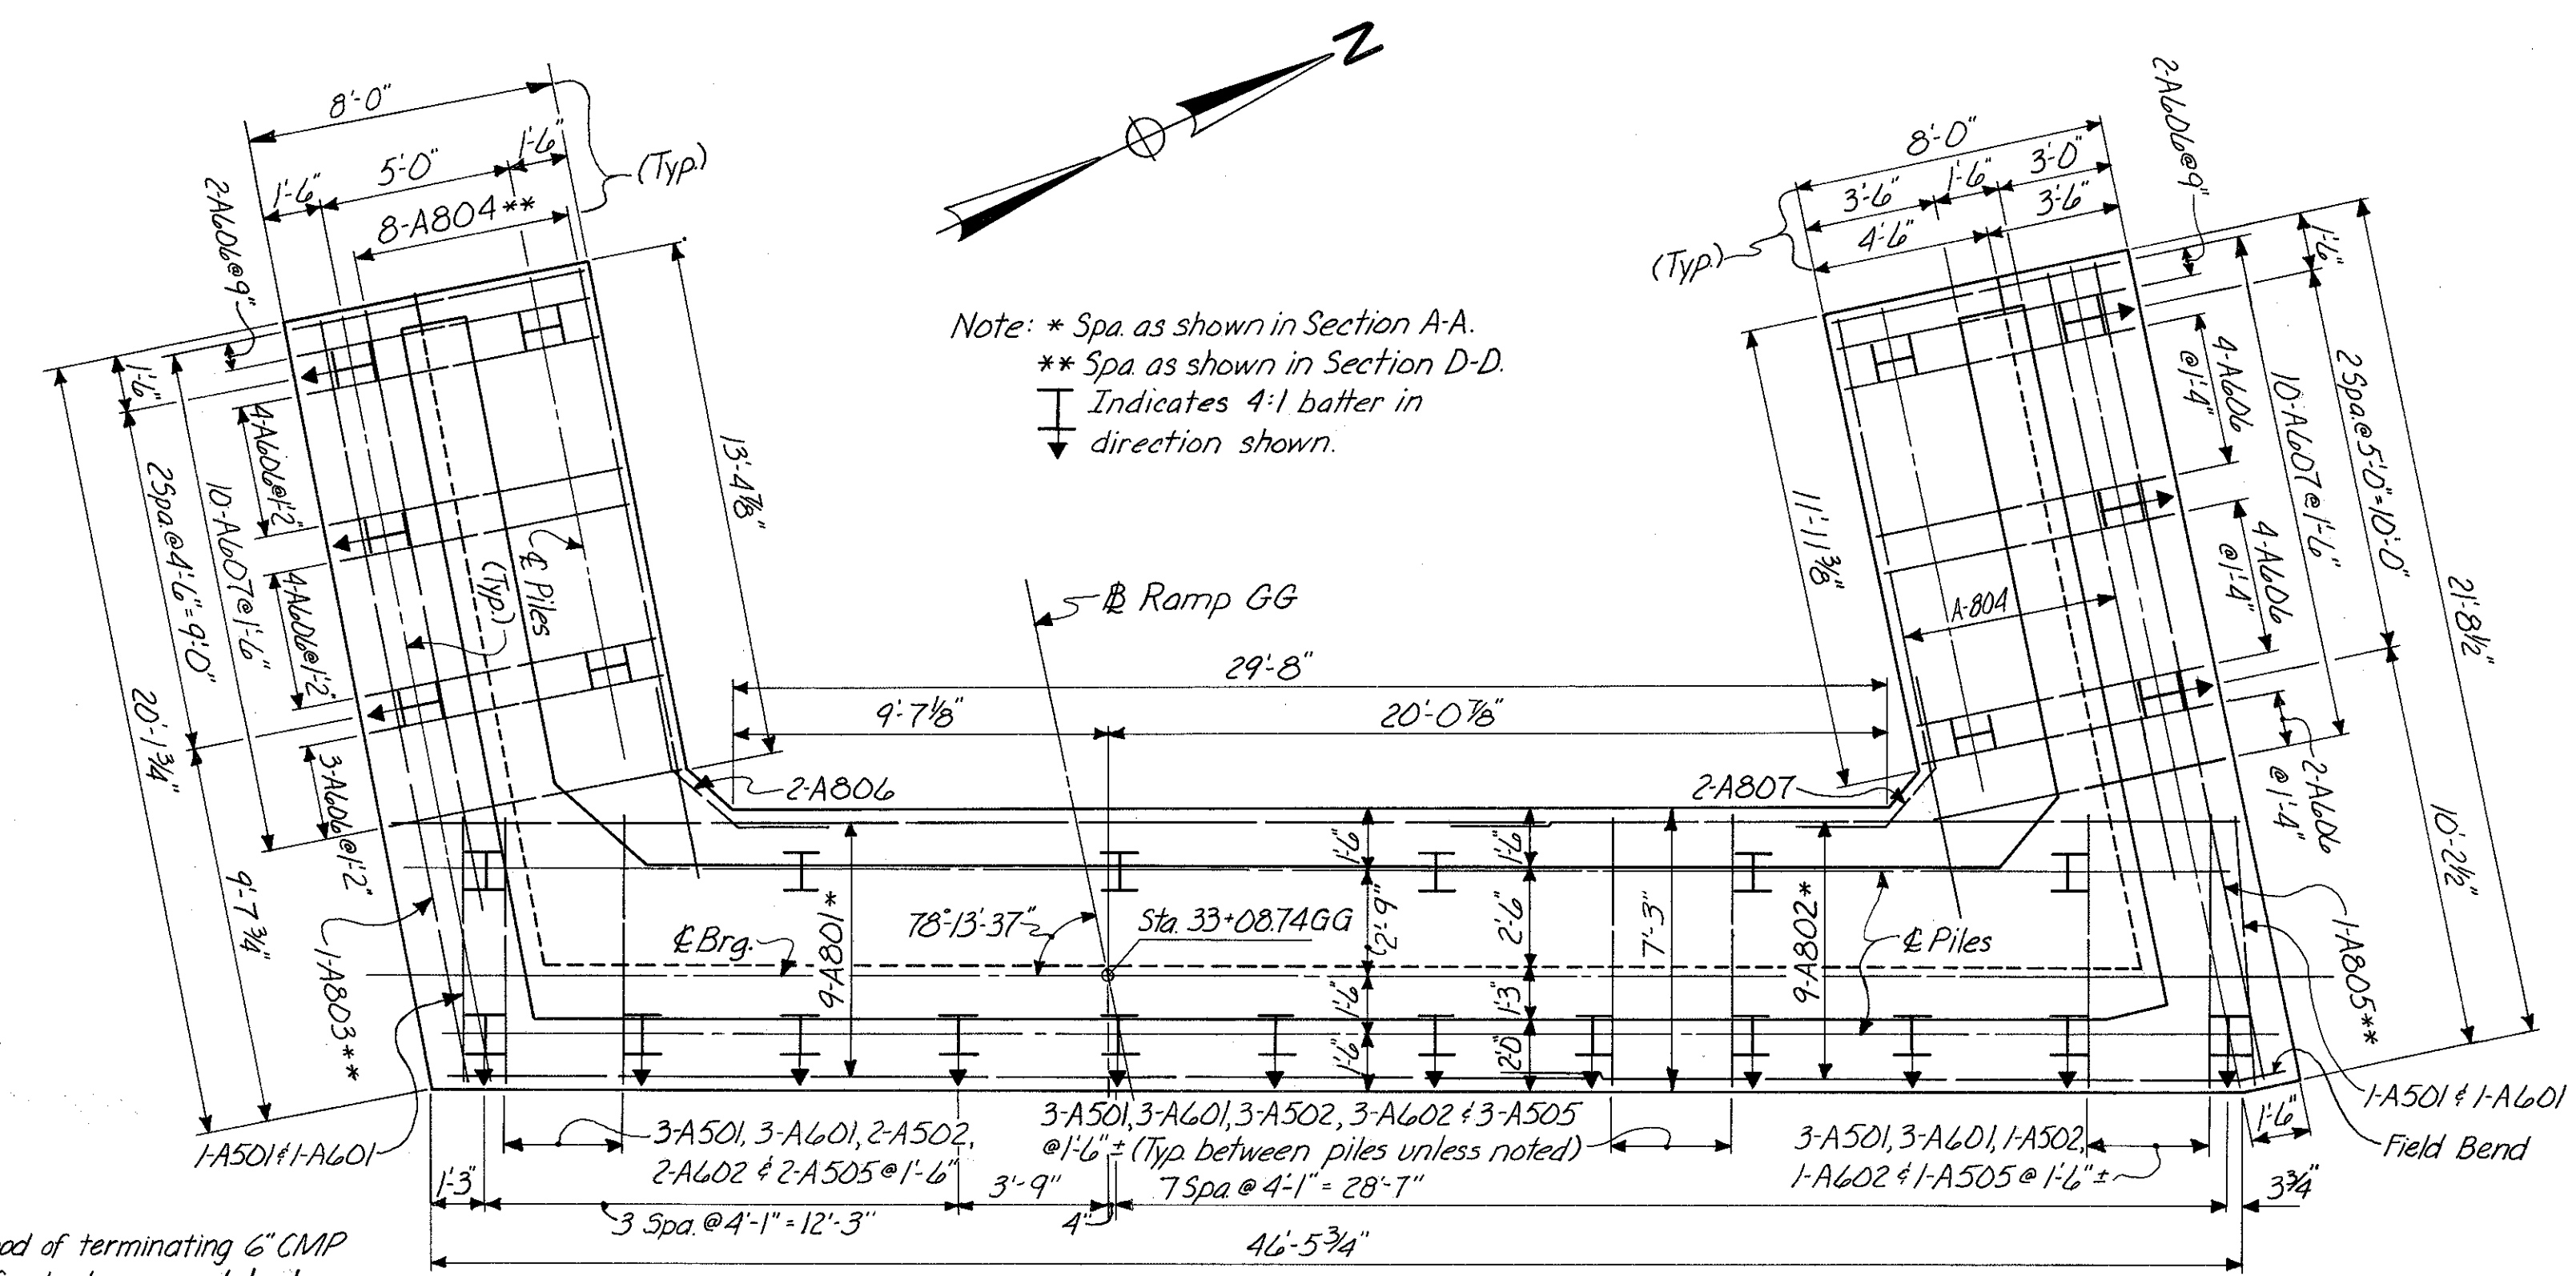 N
8'-0"
1'-6"
5'-0"
1'-6"
(Typ.)
8-A804**
2-A606@9"
13'-4 7/8"
1'-6"
4-A606@1'-2"
2 Spa. @ 4'-6" = 9'-0"
10-A607@1'-6"
4-A606@1'-2"
20'-1 3/4"
3-A606@1'-2"
9'-7 3/4"
1-A803**
(Typ.)
℄ Piles
Note: * Spa. as shown in Section A-A.
** Spa. as shown in Section D-D.
Indicates 4:1 batter in
direction shown.
8'-0"
3'-6"
1'-6"
3'-0"
4'-6"
3'-6"
(Typ.)
2-A606@9"
1'-6"
4-A606
@1'-4"
10-A607@1'-6"
2 Spa. @ 5'-0" = 10'-0"
4-A606
@1'-4"
21'-8 1/2"
2-A606
@1'-4"
10'-2 1/2"
11'-11 3/8"
A-804
1-A805**
℔ Ramp GG
29'-8"
9'-7 1/8"
20'-0 7/8"
2-A806
2-A807
1'-6"
1'-6"
78°-13'-37"
Sta. 33+08.74 GG
2'-9"
2'-6"
7'-3"
9-A802*
℄ Brg.
9-A801*
℄ Piles
1'-6"
1'-3"
1'-6"
2'-0"
1-A501 & 1-A601
3-A501, 3-A601, 2-A502,
2-A602 & 2-A505 @ 1'-6"
3-A501, 3-A601, 3-A502, 3-A602 & 3-A505
@1'-6"± (Typ. between piles unless noted)
3-A501, 3-A601, 1-A502,
1-A602 & 1-A505 @ 1'-6"±
1-A501 & 1-A601
Field Bend
1'-6"
1'-3"
3 Spa. @ 4'-1" = 12'-3"
3'-9"
4"
7 Spa. @ 4'-1" = 28'-7"
3 3/4"
46'-5 3/4"
of terminating 6" CMP